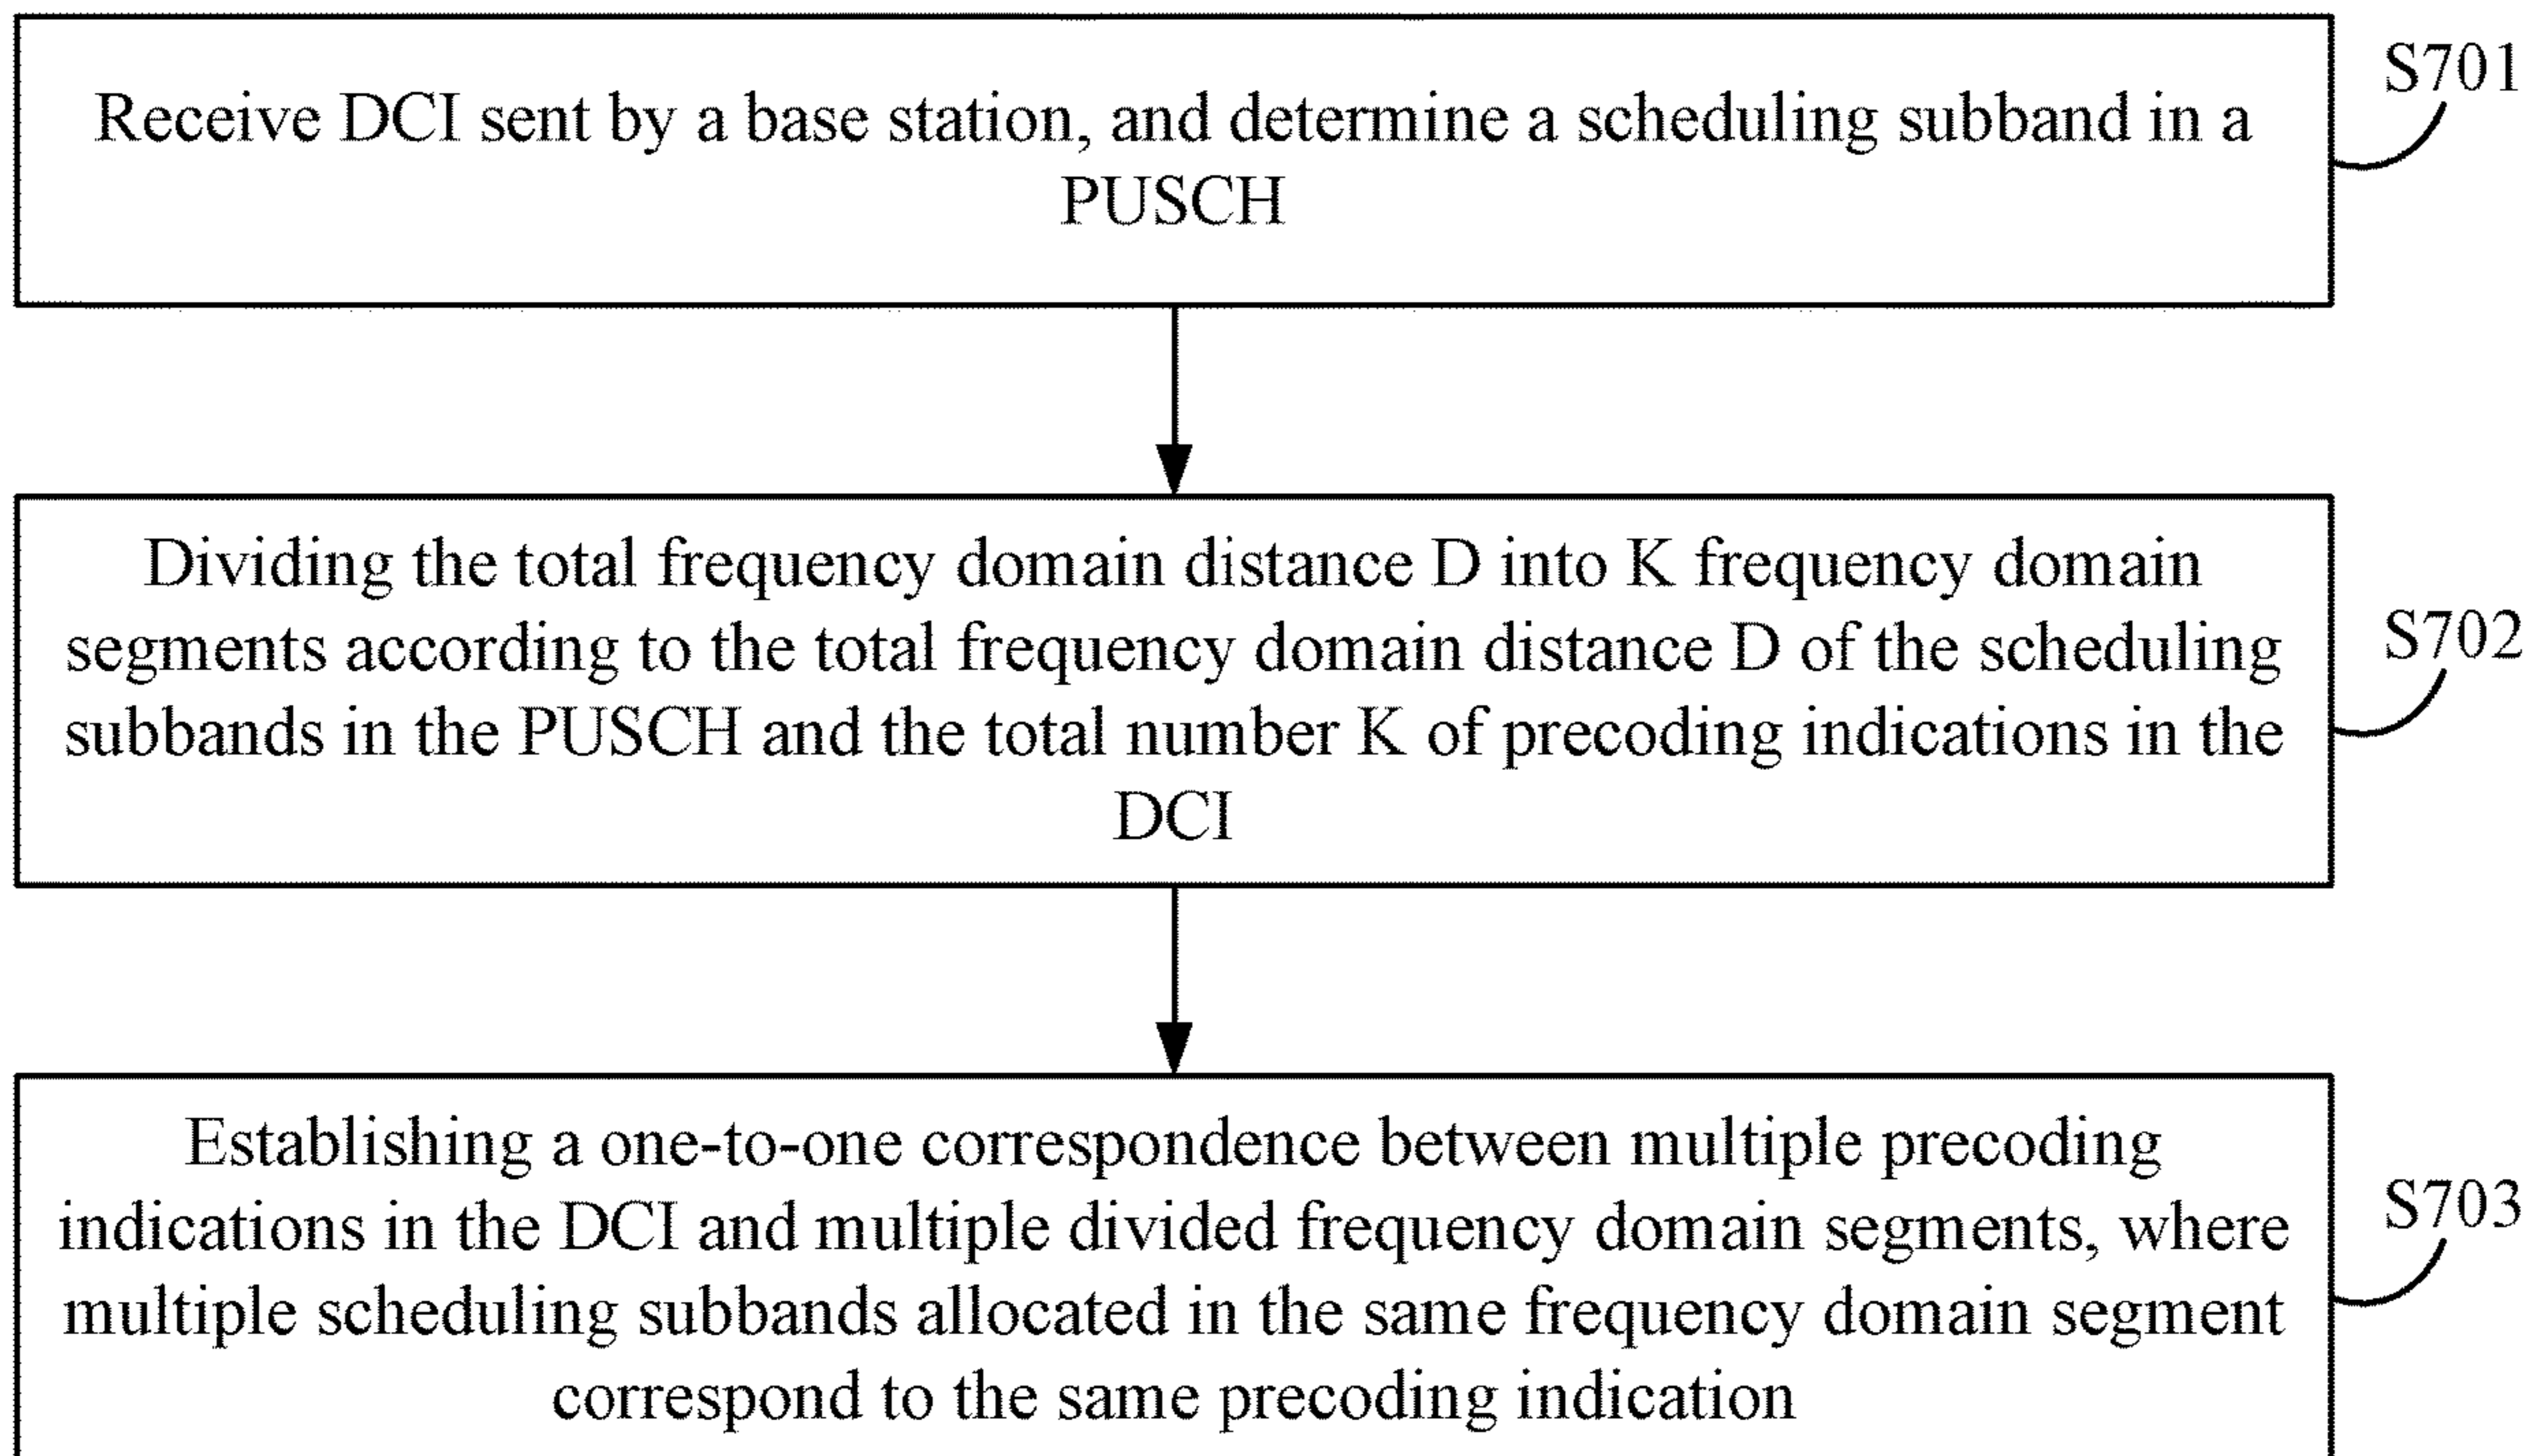 Receive DCI sent by a base station, and determine a scheduling subband in a
PUSCH
S701
Dividing the total frequency domain distance D into K frequency domain
segments according to the total frequency domain distance D of the scheduling
subbands in the PUSCH and the total number K of precoding indications in the
DCI
S702
Establishing a one-to-one correspondence between multiple precoding
indications in the DCI and multiple divided frequency domain segments, where
multiple scheduling subbands allocated in the same frequency domain segment
correspond to the same precoding indication
S703